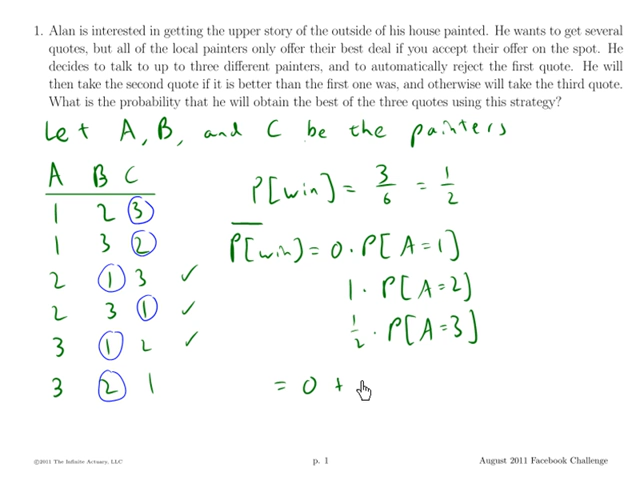 1. Alan is interested in getting the upper story of the outside of his house painted. He wants to get several
quotes, but all of the local painters only offer their best deal if you accept their offer on the spot. He
decides to talk to up to three different painters, and to automatically reject the first quote. He will
then take the second quote if it is better than the first one was, and otherwise will take the third quote.
What is the probability that he will obtain the best of the three quotes using this strategy?
Let A, B, and C be the painters
A B C
1 2 3
1 3 2
2 1 3 ✓
2 3 1 ✓
3 1 2 ✓
3 2 1
P[win] = 3/6 = 1/2
P[win] = 0 · P[A=1]
1 · P[A=2]
1/2 · P[A=3]
= 0 +
©2011 The Infinite Actuary, LLC
p. 1
August 2011 Facebook Challenge